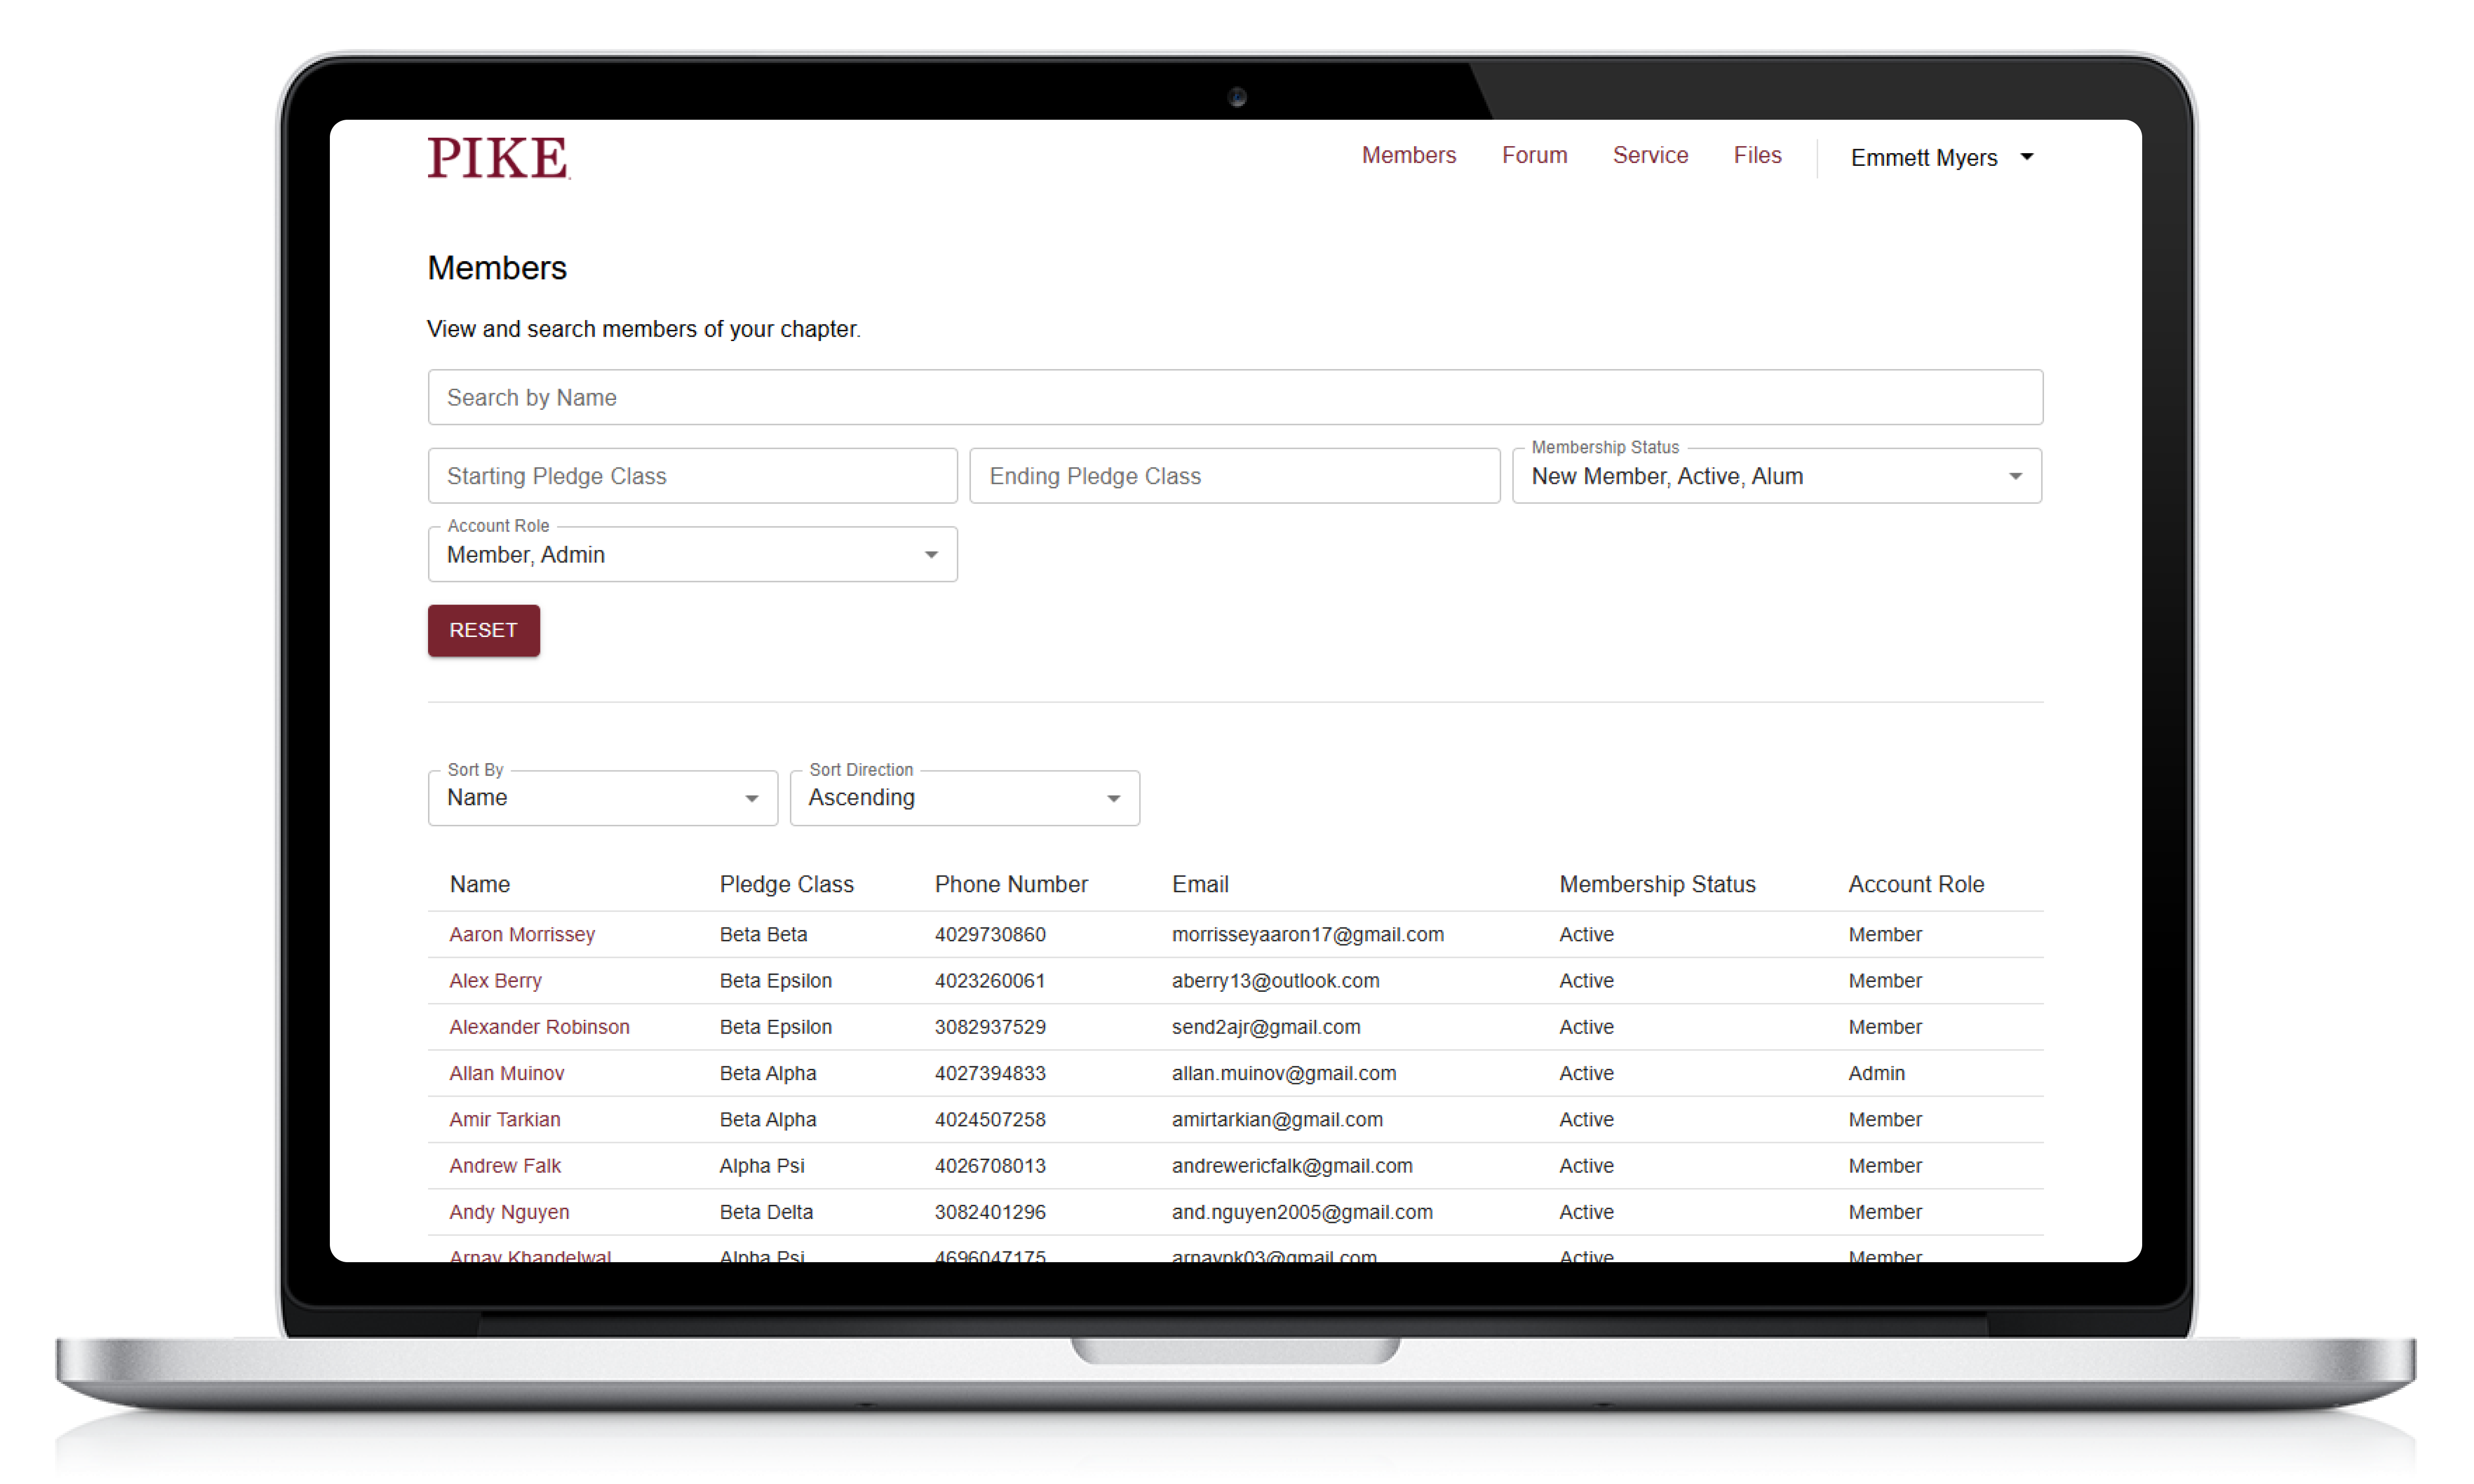 PIKE
Members Forum Service Files Emmett Myers
Members
View and search members of your chapter.
Search by Name
Starting Pledge Class Ending Pledge Class Membership Status New Member, Active, Alum
Account Role
Member, Admin
RESET
Sort By Sort Direction
Name Ascending
Name Pledge Class Phone Number Email Membership Status Account Role
Aaron Morrissey Beta Beta 4029730860 morrisseyaaron17@gmail.com Active Member
Alex Berry Beta Epsilon 4023260061 aberry13@outlook.com Active Member
Alexander Robinson Beta Epsilon 3082937529 send2ajr@gmail.com Active Member
Allan Muinov Beta Alpha 4027394833 allan.muinov@gmail.com Active Admin
Amir Tarkian Beta Alpha 4024507258 amirtarkian@gmail.com Active Member
Andrew Falk Alpha Psi 4026708013 andrewericfalk@gmail.com Active Member
Andy Nguyen Beta Delta 3082401296 and.nguyen2005@gmail.com Active Member
Arnav Khandelwal Alpha Psi 4696047175 arnavpk03@gmail.com Active Member